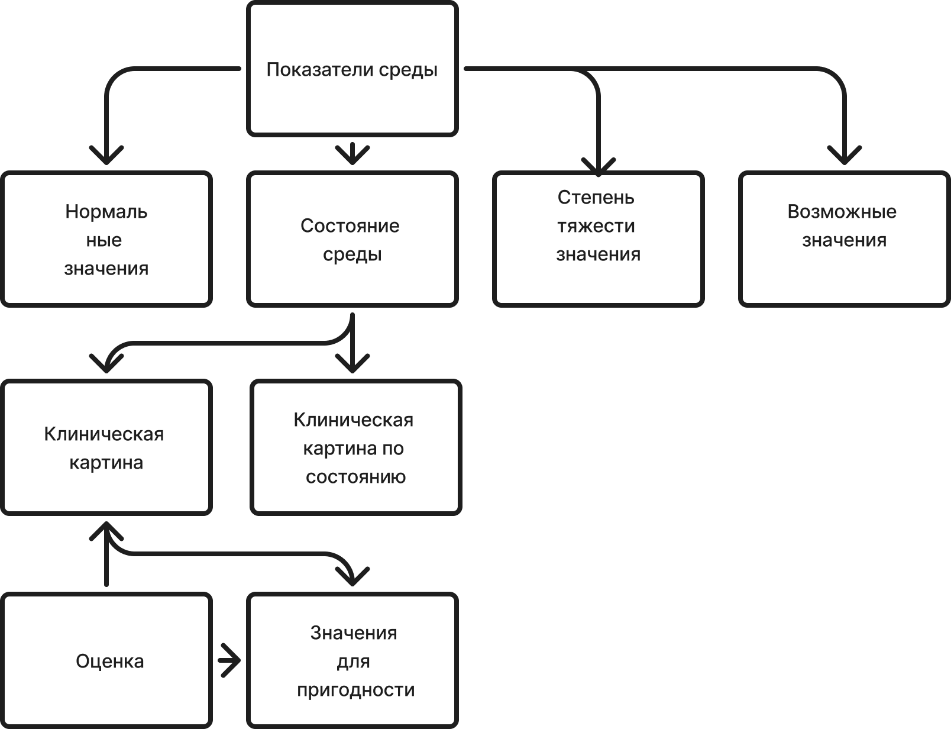 Показатели среды
Нормаль
ные
значения
Состояние
среды
Степень
тяжести
значения
Возможные
значения
Клиническая
картина
Клиническая
картина по
состоянию
Оценка
Значения
для
пригодности